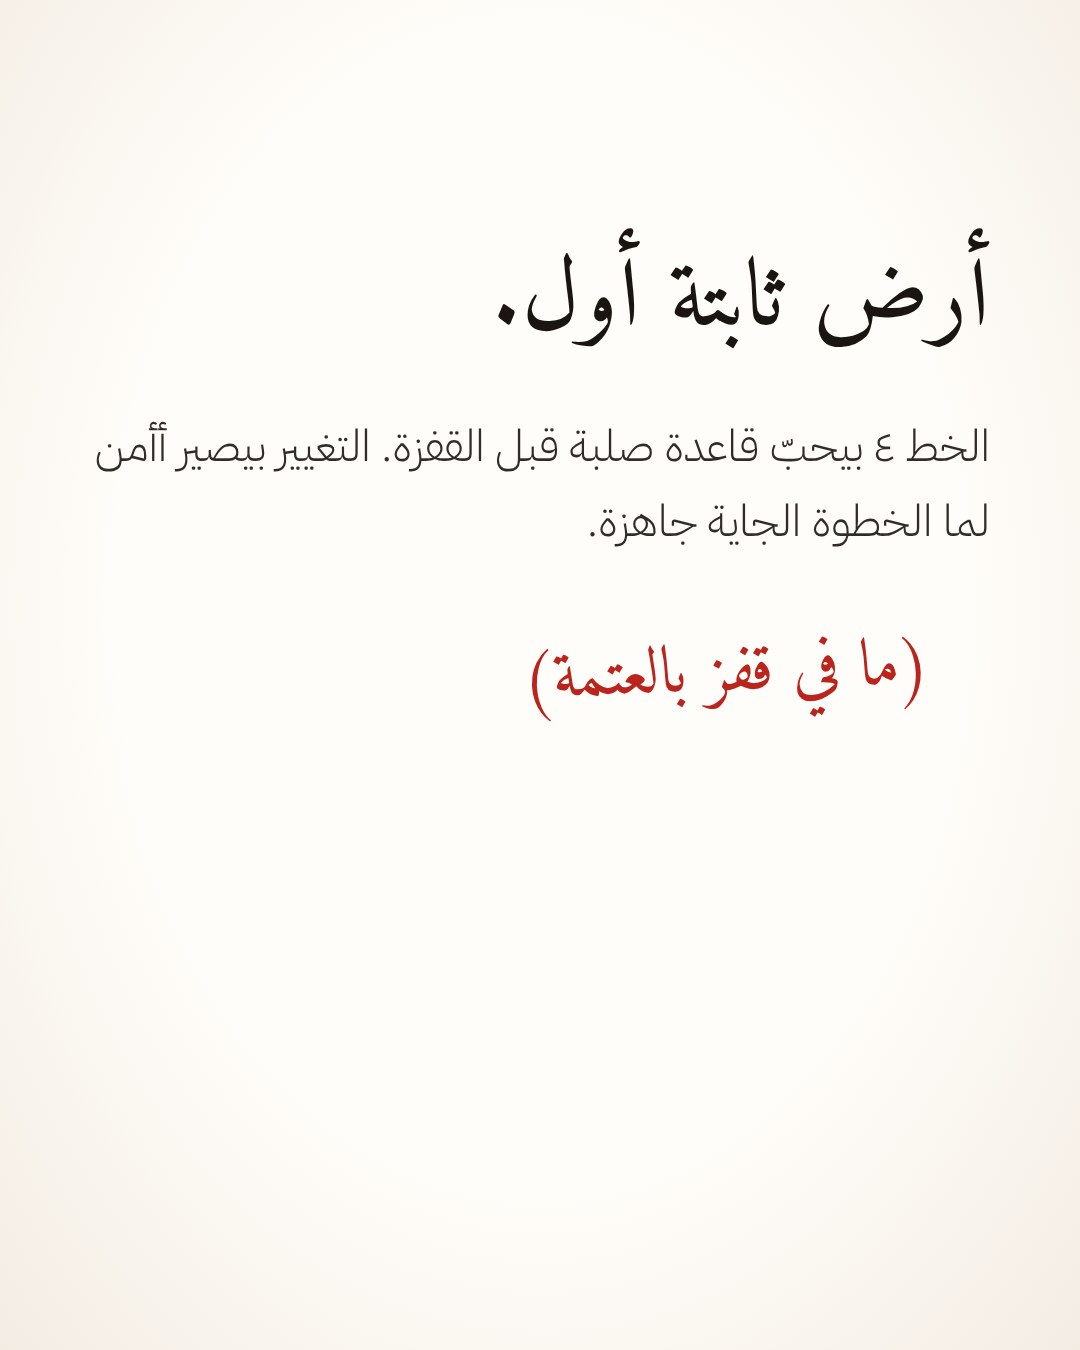 أرض ثابتة أول.
الخط ٤ بيحبّ قاعدة صلبة قبل القفزة. التغيير بيصير أأمن
لما الخطوة الجاية جاهزة.
(ما في قفز بالعتمة)